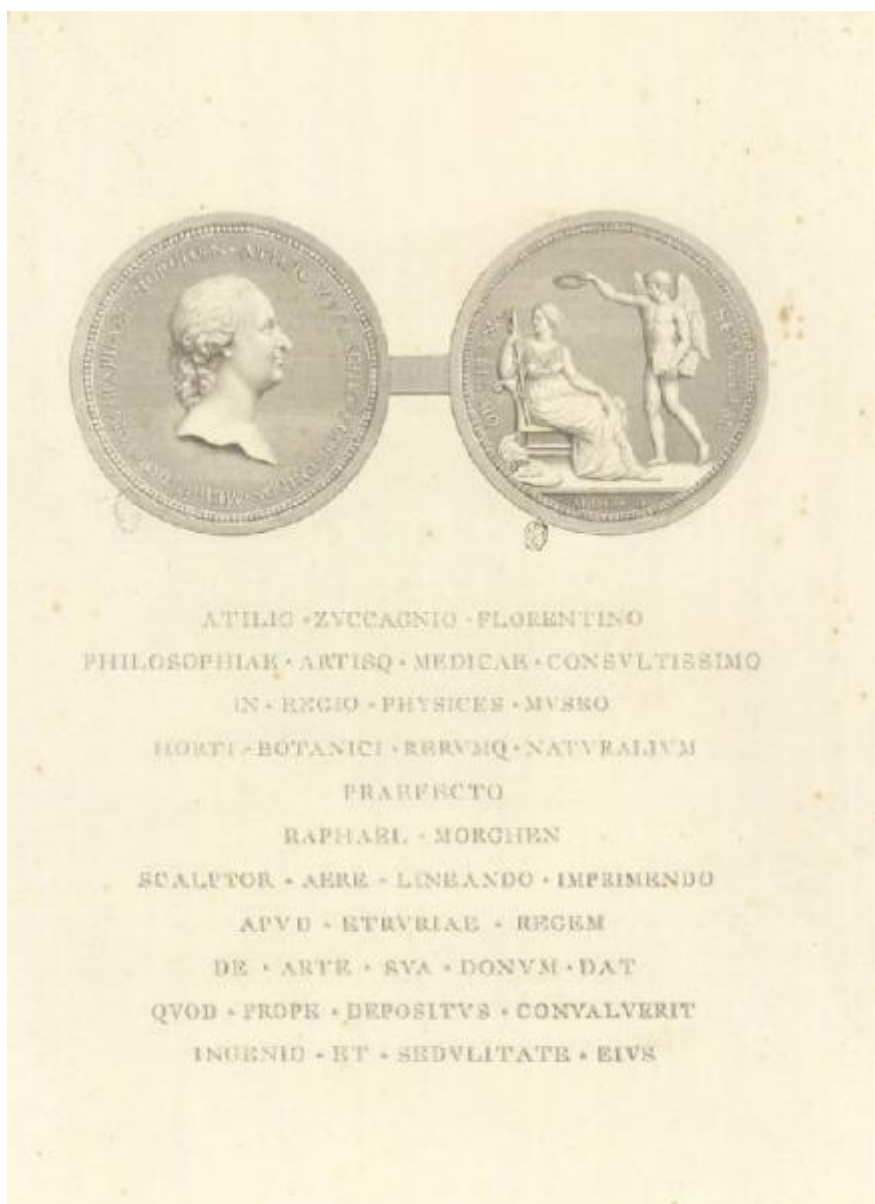 ATILIO · ZVCCAGNIO · FLORENTINO
PHILOSOPHIAE · ARTISQ · MEDICAE · CONSVLTISSIMO
IN · REGIO · PHYSICES · MVSEO
HORTI · BOTANICI · RERVMQ · NATVRALIVM
PRAEFECTO
RAPHAEL · MORGHEN
SCALPTOR · AERE · LINEANDO · IMPRIMENDO
APVD · ETRVRIAE · REGEM
DE · ARTE · SVA · DONVM · DAT
QVOD · PROPE · DEPOSITVS · CONVALVERIT
INGENIO · ET · SEDVLITATE · EIVS